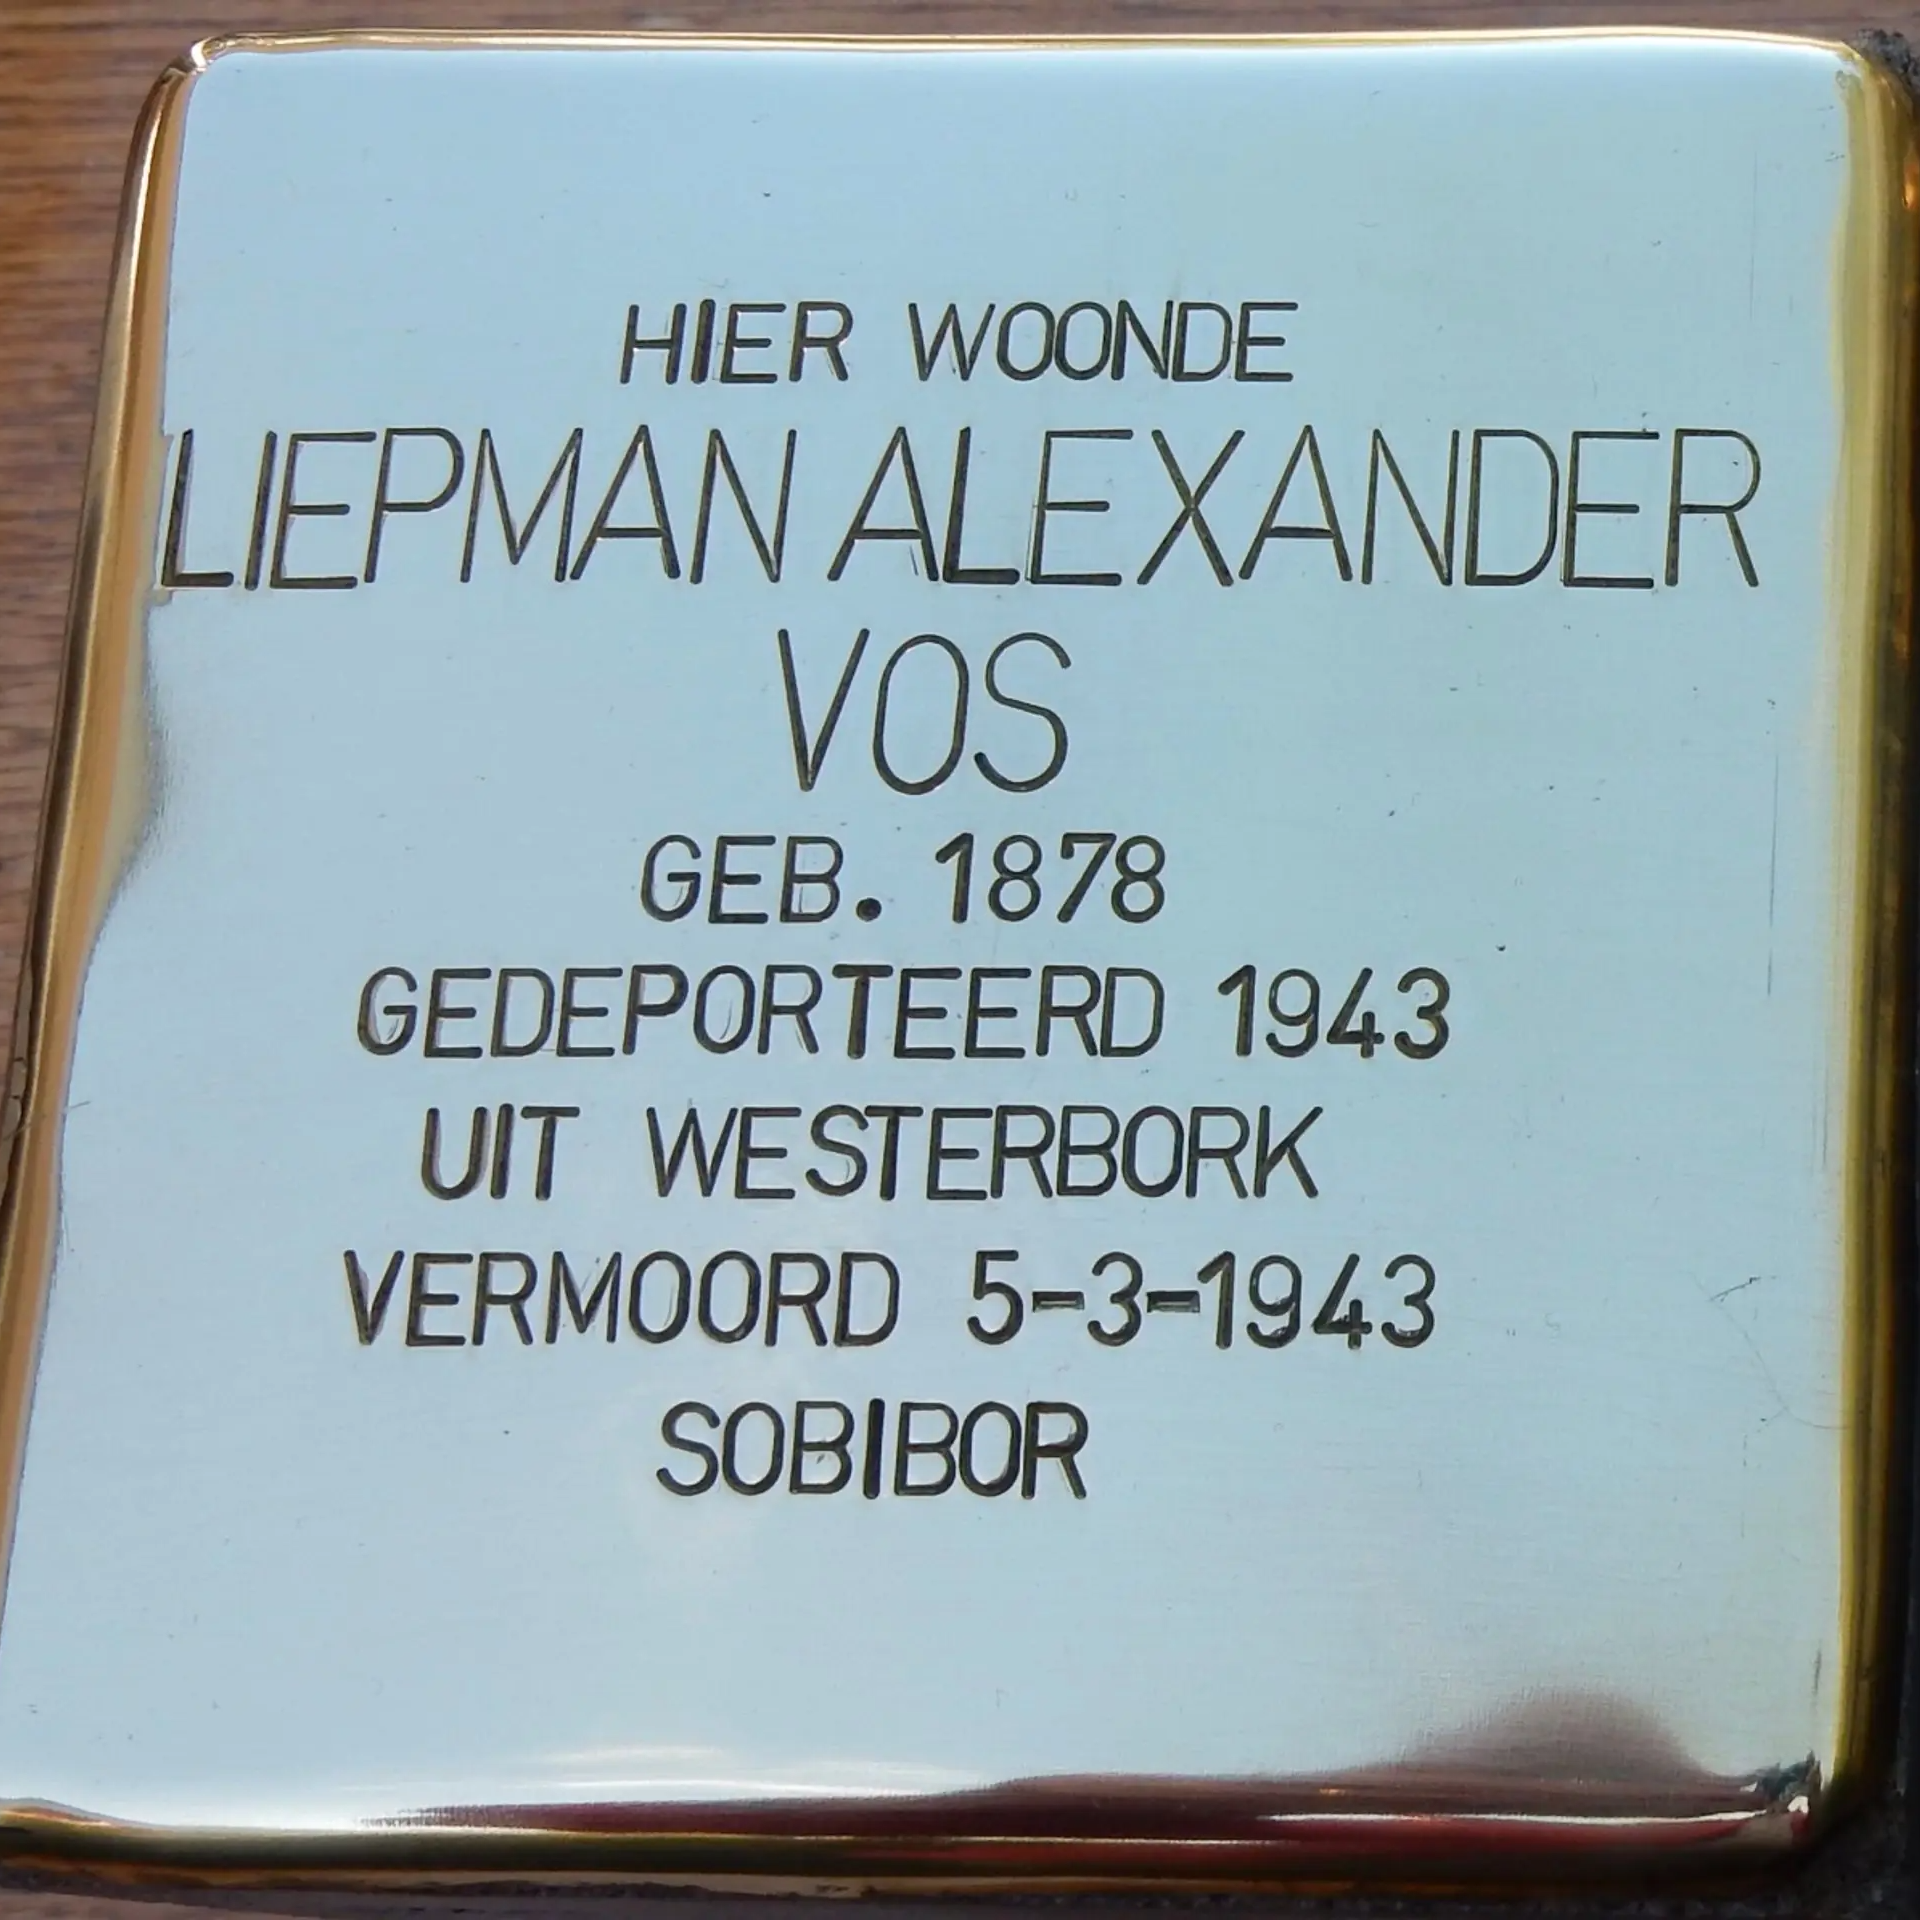 HIER WOONDE
LIEPMAN ALEXANDER
VOS
GEB. 1878
GEDEPORTEERD 1943
UIT WESTERBORK
VERMOORD 5-3-1943
SOBIBOR